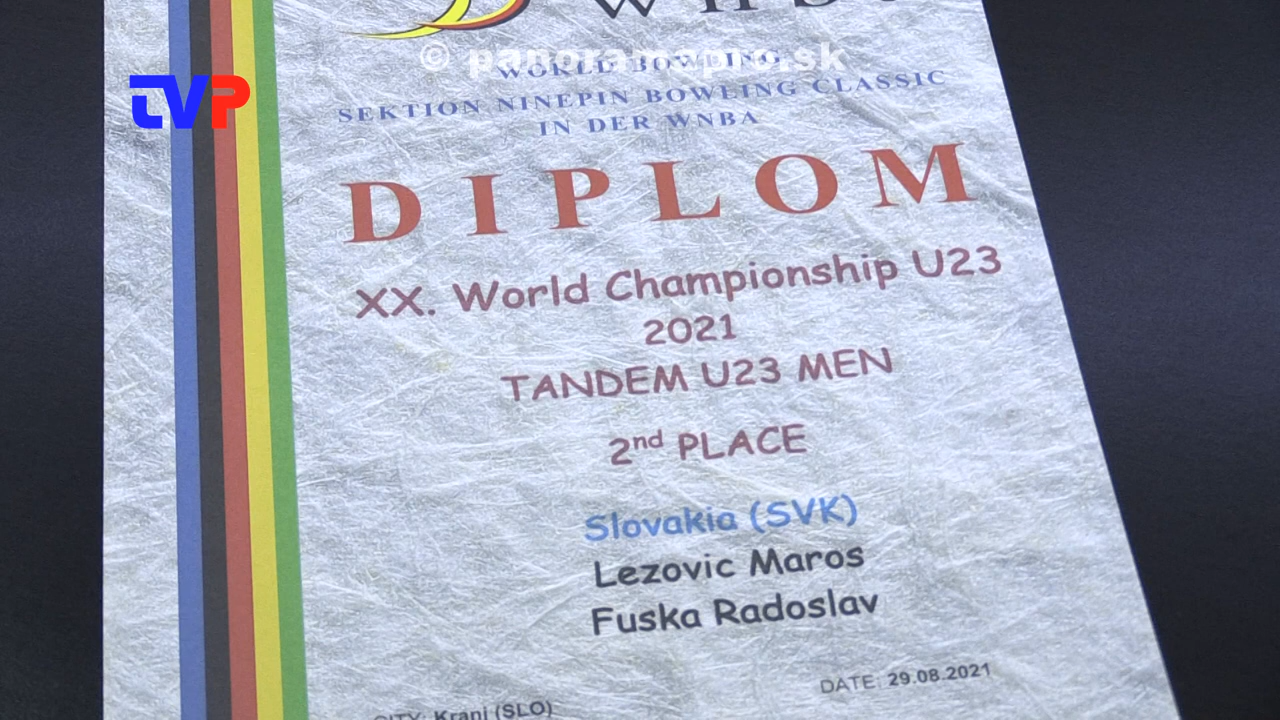 © panoramapro.sk
TVP
WORLD BOWLING
SEKTION NINEPIN BOWLING CLASSIC
IN DER WNBA
DIPLOM
XX. World Championship U23
2021
TANDEM U23 MEN
2nd PLACE
Slovakia (SVK)
Lezovic Maros
Fuska Radoslav
DATE: 29.08.2021
CITY: Kranj (SLO)